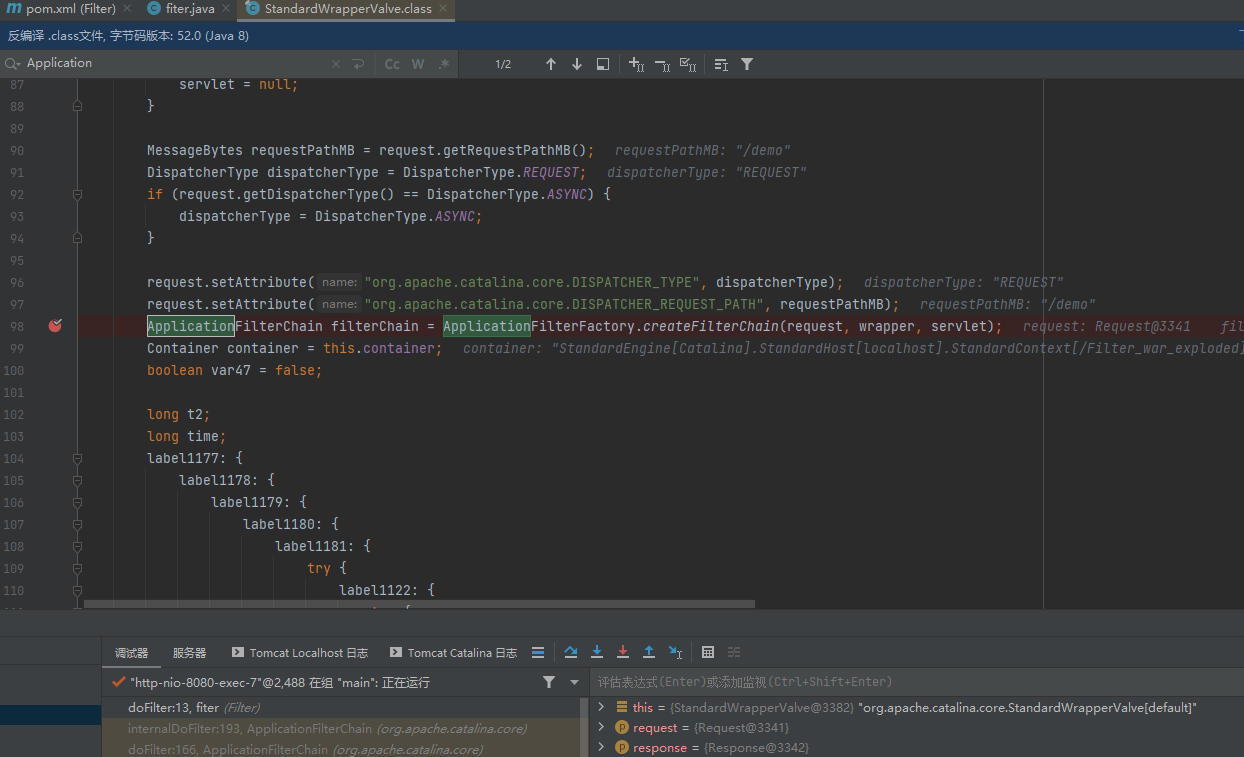 pom.xml (Filter) fiter.java StandardWrapperValve.class
反编译 .class文件, 字节码版本: 52.0 (Java 8)
Application Cc W .* 1/2
87 servlet = null;
88 }
89
90 MessageBytes requestPathMB = request.getRequestPathMB(); requestPathMB: "/demo"
91 DispatcherType dispatcherType = DispatcherType.REQUEST; dispatcherType: "REQUEST"
92 if (request.getDispatcherType() == DispatcherType.ASYNC) {
93 dispatcherType = DispatcherType.ASYNC;
94 }
95
96 request.setAttribute( name: "org.apache.catalina.core.DISPATCHER_TYPE", dispatcherType); dispatcherType: "REQUEST"
97 request.setAttribute( name: "org.apache.catalina.core.DISPATCHER_REQUEST_PATH", requestPathMB); requestPathMB: "/demo"
98 ApplicationFilterChain filterChain = ApplicationFilterFactory.createFilterChain(request, wrapper, servlet); request: Request@3341 fil
99 Container container = this.container; container: "StandardEngine[Catalina].StandardHost[localhost].StandardContext[/Filter_war_exploded]
100 boolean var47 = false;
101
102 long t2;
103 long time;
104 label1177: {
105 label1178: {
106 label1179: {
107 label1180: {
108 label1181: {
109 try {
110 label1122: {
调试器 服务器 Tomcat Localhost 日志 Tomcat Catalina 日志
"http-nio-8080-exec-7"@2,488 在组 "main": 正在运行
评估表达式(Enter)或添加监视(Ctrl+Shift+Enter)
doFilter:13, fiter (Filter)
this = {StandardWrapperValve@3382} "org.apache.catalina.core.StandardWrapperValve[default]"
internalDoFilter:193, ApplicationFilterChain (org.apache.catalina.core)
request = {Request@3341}
doFilter:166, ApplicationFilterChain (org.apache.catalina.core)
response = {Response@3342}